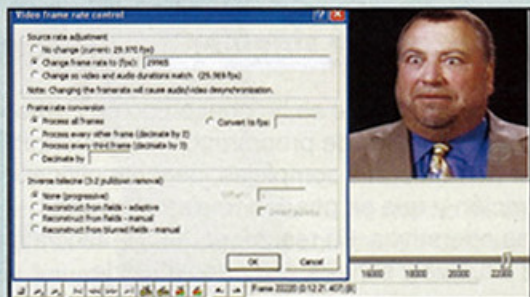 Video frame rate control
Source rate adjustment
No change (current: 29.970 fps)
Change frame rate to (fps): 29965
Change so video and audio durations match (29.969 fps)
Note: Changing the framerate will cause audio/video desynchronisation.
Frame rate conversion
Process all frames
Convert to fps:
Process every other frame (decimate by 2)
Process every third frame (decimate by 3)
Decimate by
Inverse telecine (3:2 pulldown removal)
None (progressive)
Reconstruct from fields - adaptive
Reconstruct from fields - manual
Reconstruct from blurred fields - manual
OK
Cancel
16000 18000 20000 22000
Frame 20220 (0:12:21.407) [B]